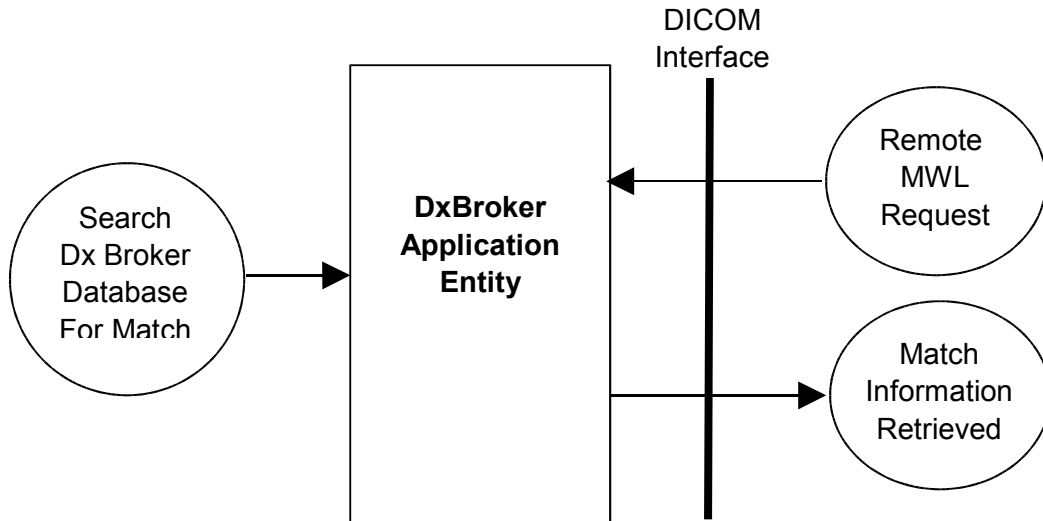 DICOM
Interface
Remote
MWL
Request
DxBroker
Application
Entity
Search
Dx Broker
Database
For Match
Match
Information
Retrieved